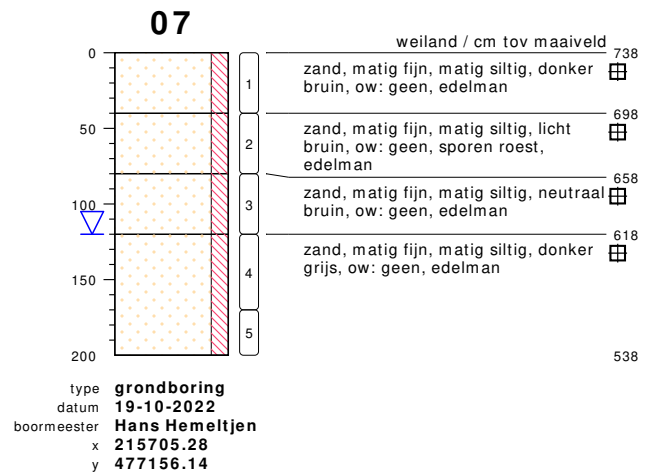 07
weiland / cm tov maaiveld
0
738
1
zand, matig fijn, matig siltig, donker
bruin, ow: geen, edelman
698
50
2
zand, matig fijn, matig siltig, licht
bruin, ow: geen, sporen roest,
edelman
658
100
3
zand, matig fijn, matig siltig, neutraal
bruin, ow: geen, edelman
618
150
4
zand, matig fijn, matig siltig, donker
grijs, ow: geen, edelman
5
200
538
type grondboring
datum 19-10-2022
boormeester Hans Hemeltjen
x 215705.28
y 477156.14